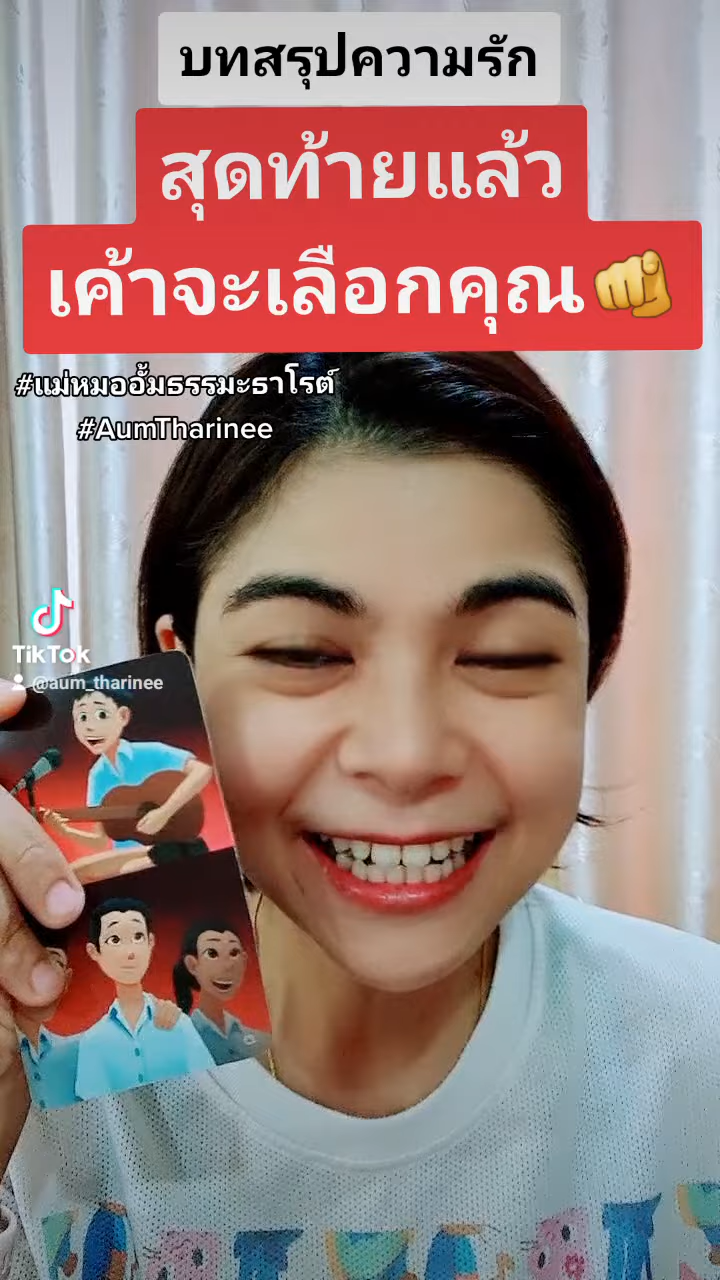 บทสรุปความรัก
สุดท้ายแล้ว
เค้าจะเลือกคุณ🫵
#แม่หมออั้มธรรมะธาโรต์
#AumTharinee
TikTok
@aum_tharinee